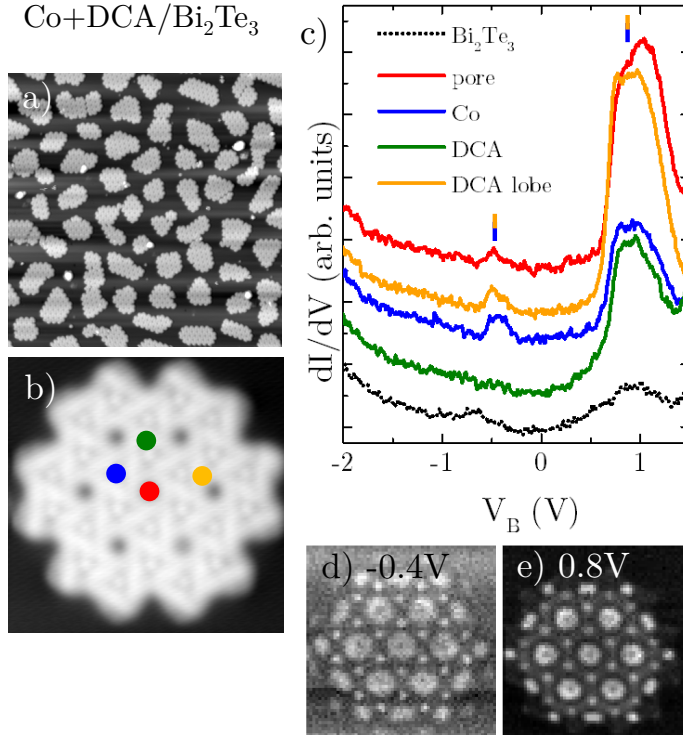 Co+DCA/Bi₂Te₃
a)
b)
c)
Bi₂Te₃
pore
Co
DCA
DCA lobe
dI/dV (arb. units)
-2
-1
0
1
V_B (V)
d) -0.4V
e) 0.8V